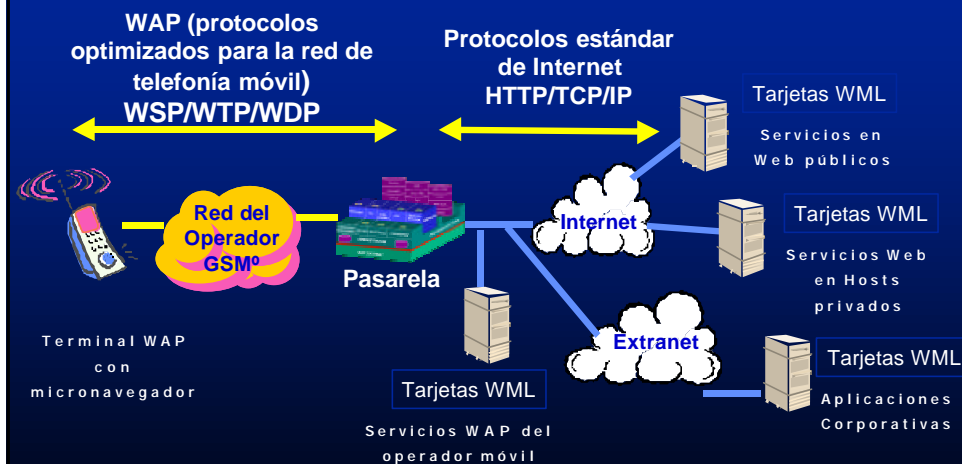 WAP (protocolos
optimizados para la red de
telefonía móvil)
WSP/WTP/WDP
Protocolos estándar
de Internet
HTTP/TCP/IP
Tarjetas WML
Servicios en
Web públicos
Red del
Operador
GSMº
Pasarela
Internet
Tarjetas WML
Servicios Web
en Hosts
privados
Terminal WAP
con
micronavegador
Extranet
Tarjetas WML
Aplicaciones
Corporativas
Tarjetas WML
Servicios WAP del
operador móvil